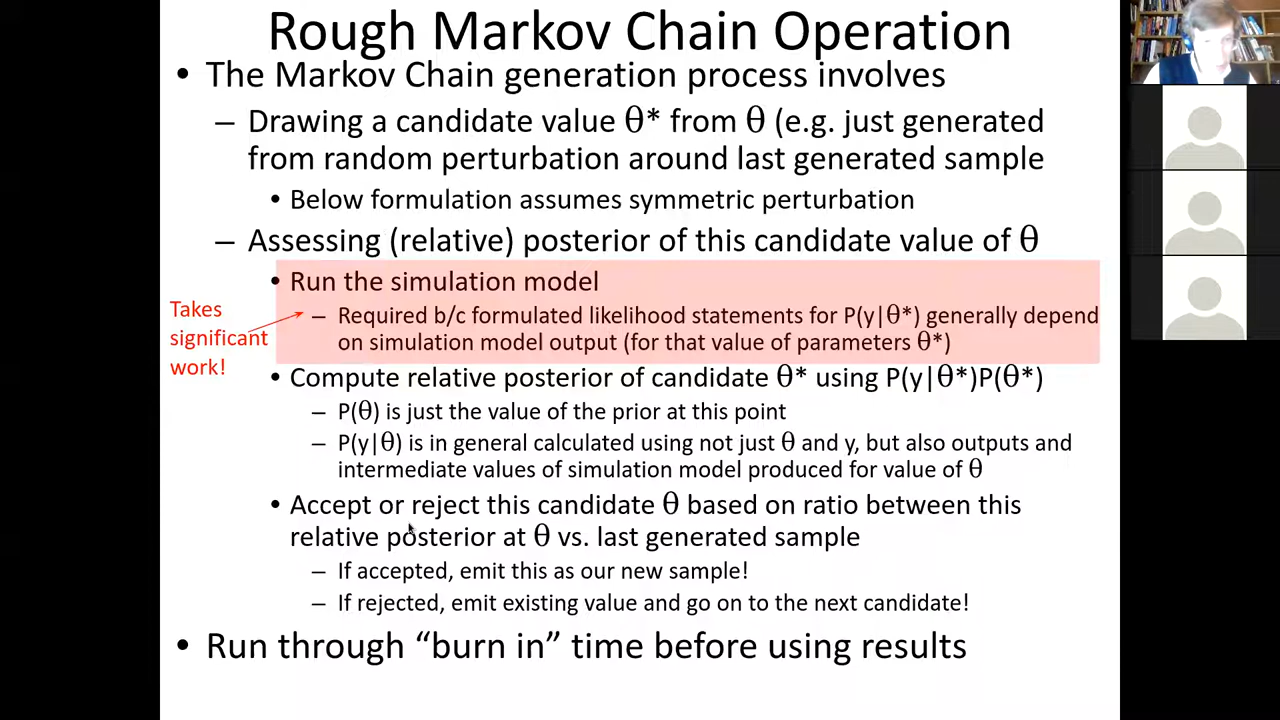 Rough Markov Chain Operation
• The Markov Chain generation process involves
– Drawing a candidate value θ* from θ (e.g. just generated
from random perturbation around last generated sample
• Below formulation assumes symmetric perturbation
– Assessing (relative) posterior of this candidate value of θ
• Run the simulation model
– Required b/c formulated likelihood statements for P(y|θ*) generally depend
on simulation model output (for that value of parameters θ*)
Takes
significant
work!
• Compute relative posterior of candidate θ* using P(y|θ*)P(θ*)
– P(θ) is just the value of the prior at this point
– P(y|θ) is in general calculated using not just θ and y, but also outputs and
intermediate values of simulation model produced for value of θ
• Accept or reject this candidate θ based on ratio between this
relative posterior at θ vs. last generated sample
– If accepted, emit this as our new sample!
– If rejected, emit existing value and go on to the next candidate!
• Run through “burn in” time before using results